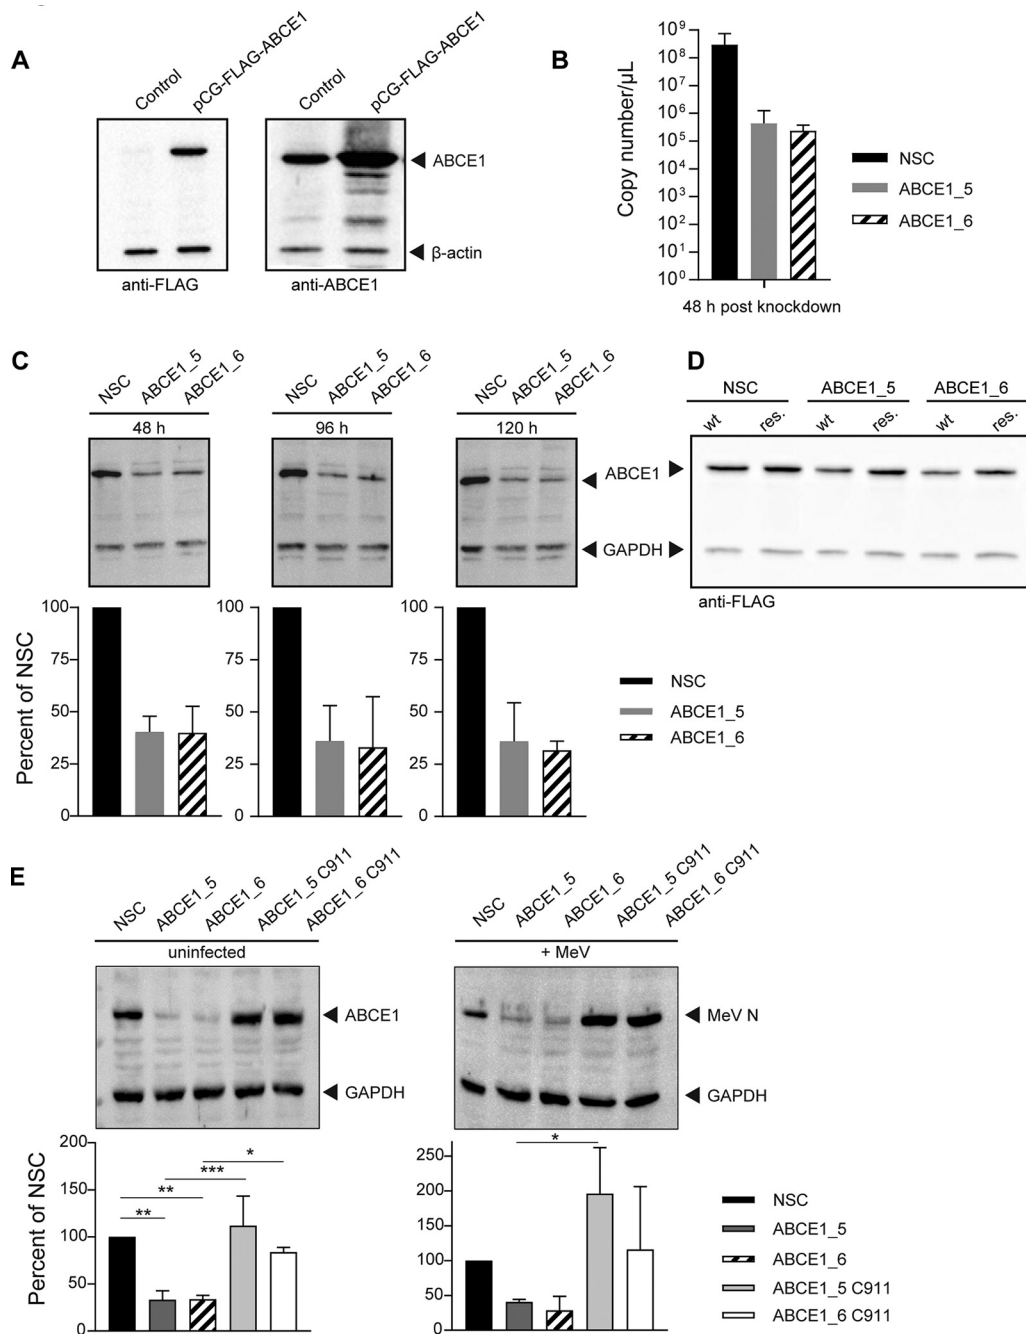 A
Control
pCG-FLAG-ABCE1
Control
pCG-FLAG-ABCE1
ABCE1
β-actin
anti-FLAG
anti-ABCE1
B
Copy number/µL
10⁹
10⁸
10⁷
10⁶
10⁵
10⁴
10³
10²
10¹
10⁰
48 h post knockdown
NSC
ABCE1_5
ABCE1_6
C
NSC
ABCE1_5
ABCE1_6
48 h
NSC
ABCE1_5
ABCE1_6
96 h
NSC
ABCE1_5
ABCE1_6
120 h
ABCE1
GAPDH
Percent of NSC
100
75
50
25
0
100
75
50
25
0
100
75
50
25
0
NSC
ABCE1_5
ABCE1_6
D
NSC ABCE1_5 ABCE1_6
wt res. wt res. wt res.
anti-FLAG
E
NSC
ABCE1_5
ABCE1_6
ABCE1_5 C911
ABCE1_6 C911
uninfected
ABCE1
GAPDH
Percent of NSC
200
150
100
50
0
**
**
***
*
NSC
ABCE1_5
ABCE1_6
ABCE1_5 C911
ABCE1_6 C911
+ MeV
MeV N
GAPDH
250
200
150
100
50
0
*
NSC
ABCE1_5
ABCE1_6
ABCE1_5 C911
ABCE1_6 C911